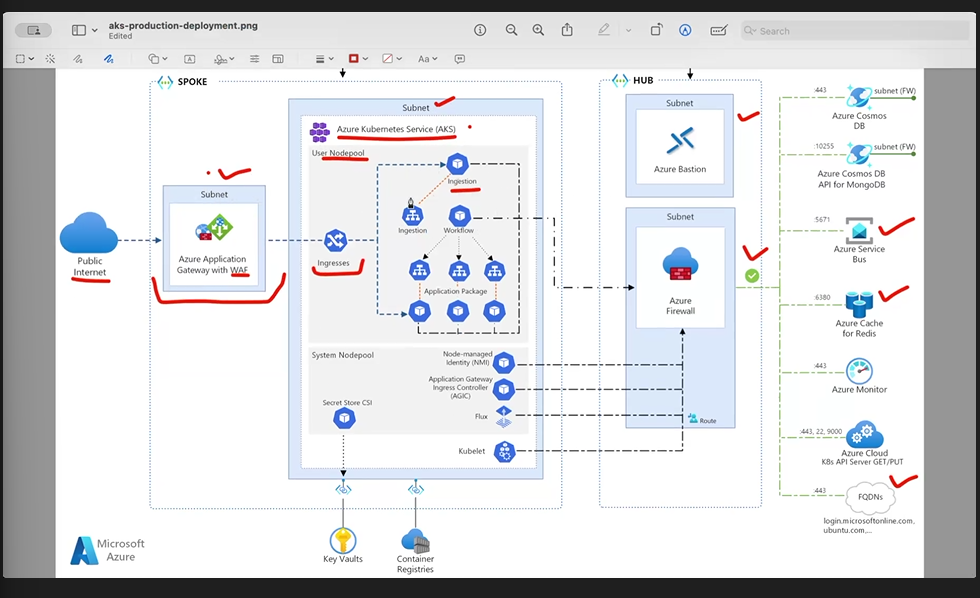 aks-production-deployment.png
Edited
Search
Aa
SPOKE
HUB
Subnet
Azure Kubernetes Service (AKS)
User Nodepool
Ingestion
Ingestion
Workflow
Ingresses
Application Package
Subnet
Azure Application
Gateway with WAF
Public
Internet
System Nodepool
Node-managed
Identity (NMI)
Application Gateway
Ingress Controller
(AGIC)
Flux
Secret Store CSI
Kubelet
Key Vaults
Container
Registries
Microsoft
Azure
Subnet
Azure Bastion
Subnet
Azure
Firewall
Route
:443
subnet (FW)
Azure Cosmos
DB
:10255
subnet (FW)
Azure Cosmos DB
API for MongoDB
5671
Azure Service
Bus
6380
Azure Cache
for Redis
:443
Azure Monitor
:443, 22, 9000
Azure Cloud
K8s API Server GET/PUT
:443
FQDNs
login.microsoftonline.com,
ubuntu.com,...